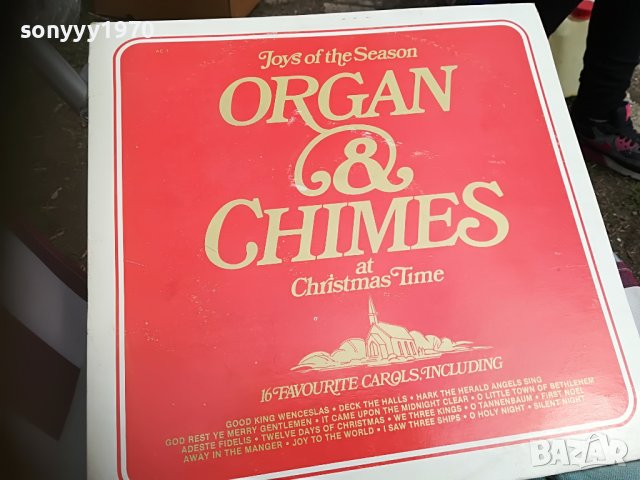 sonyyy1970
AC-1
Joys of the Season
ORGAN
&
CHIMES
at
Christmas Time
16 FAVOURITE CAROLS, INCLUDING
GOOD KING WENCESLAS • DECK THE HALLS • HARK THE HERALD ANGELS SING
GOD REST YE MERRY GENTLEMEN • IT CAME UPON THE MIDNIGHT CLEAR • O LITTLE TOWN OF BETHLEHEM
ADESTE FIDELIS • TWELVE DAYS OF CHRISTMAS • WE THREE KINGS • O TANNENBAUM • FIRST NOEL
AWAY IN THE MANGER • JOY TO THE WORLD • I SAW THREE SHIPS • O HOLY NIGHT • SILENT NIGHT
BAZAR